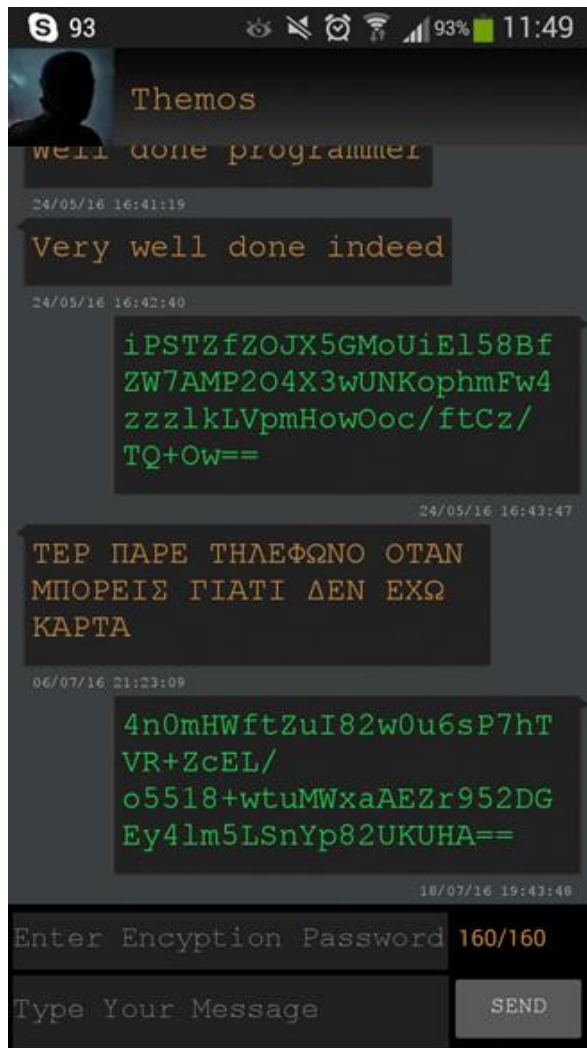 S 93 93% 11:49
Themos
Well done programmer
24/05/16 16:41:19
Very well done indeed
24/05/16 16:42:40
iPSTZfZOJX5GMoUiEl58Bf
ZW7AMP2O4X3wUNKophmFw4
zzzlkLVpmHowOoc/ftCz/
TQ+Ow==
24/05/16 16:43:47
ΤΕΡ ΠΑΡΕ ΤΗΛΕΦΩΝΟ ΟΤΑΝ
ΜΠΟΡΕΙΣ ΓΙΑΤΙ ΔΕΝ ΕΧΩ
ΚΑΡΤΑ
06/07/16 21:23:09
4n0mHWftZuI82w0u6sP7hT
VR+ZcEL/
o5518+wtuMWxaAEZr952DG
Ey4lm5LSnYp82UKUHA==
18/07/16 19:43:48
Enter Encyption Password 160/160
Type Your Message SEND